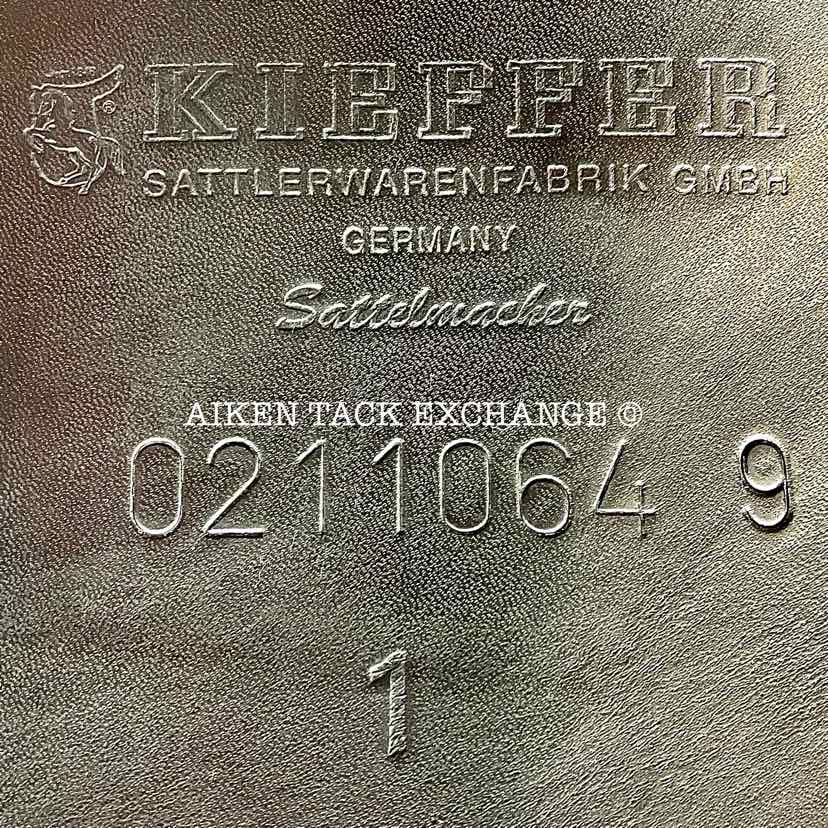 KIEFFER
SATTLERWARENFABRIK GMBH
GERMANY
Sattelmacher
AIKEN TACK EXCHANGE ©
0211064 9
1